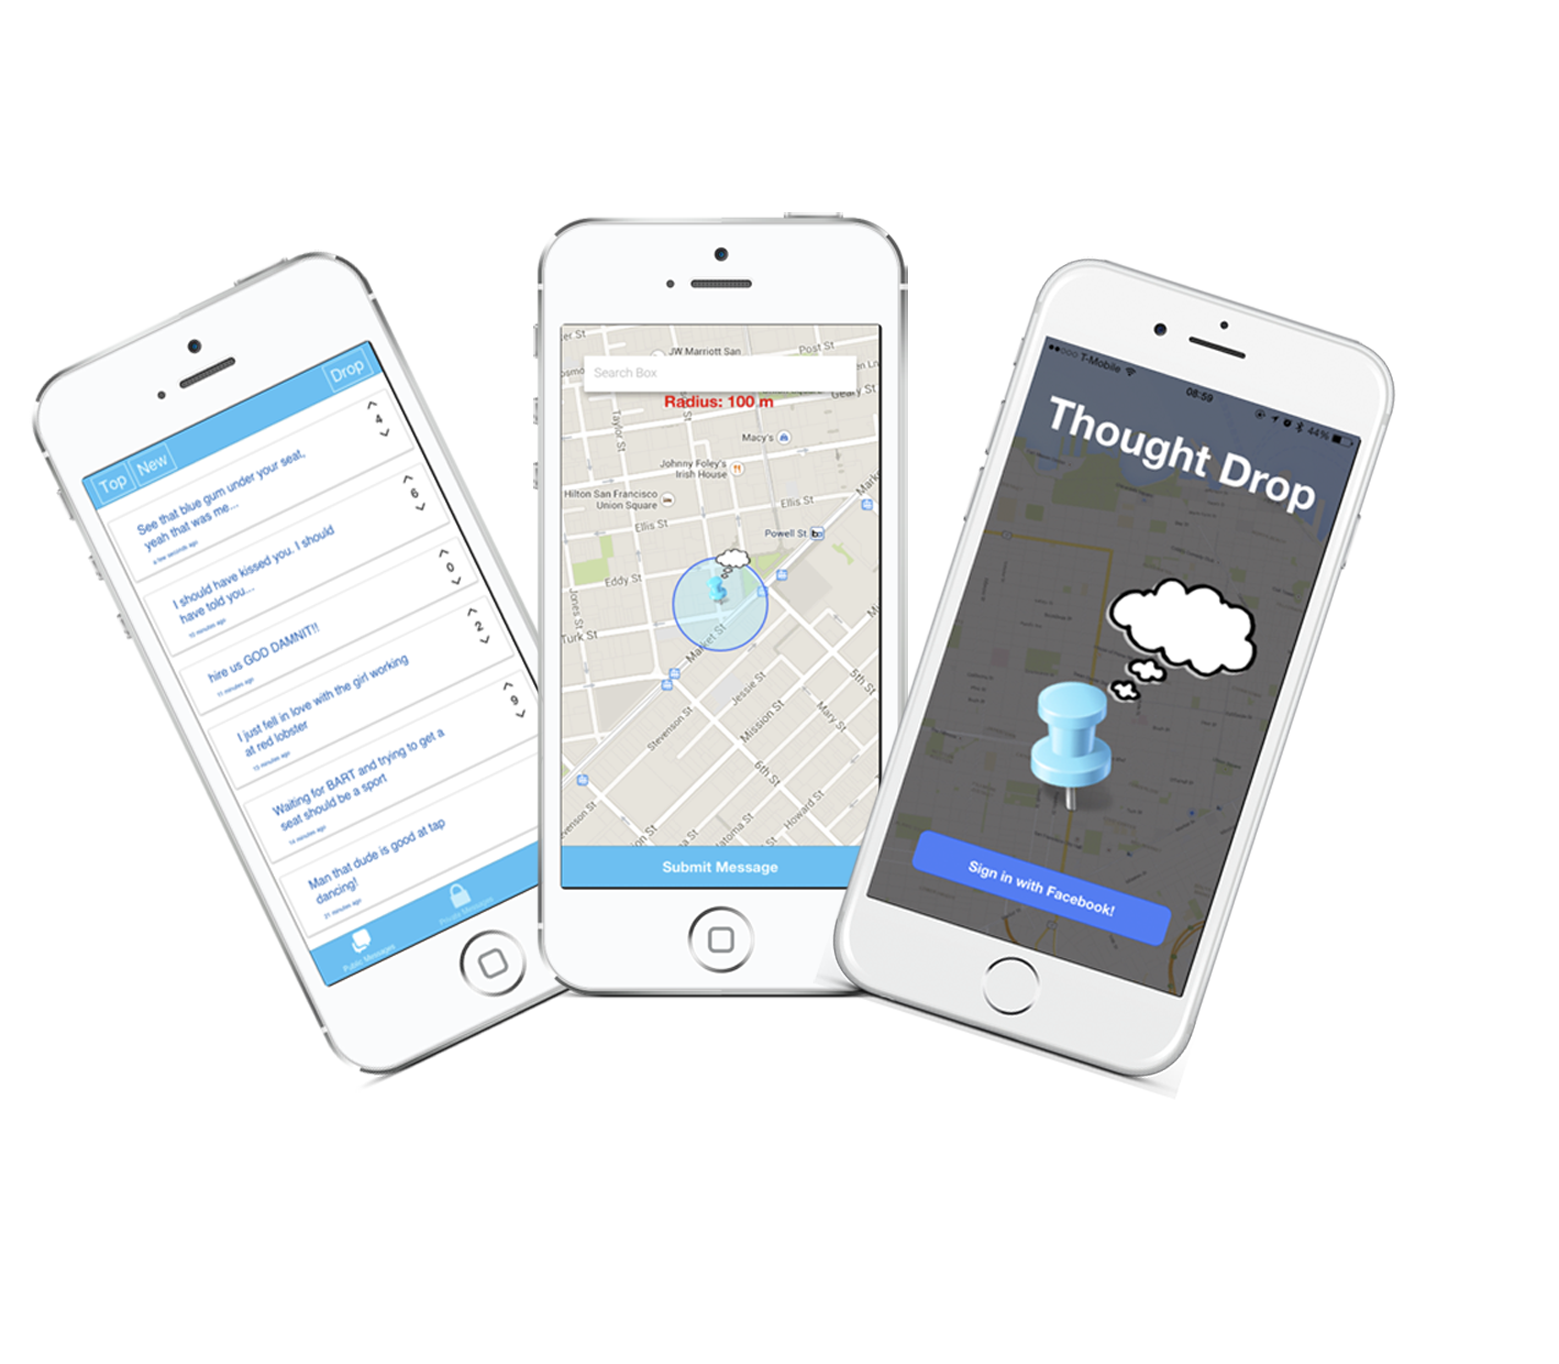 Drop
Top
New
See that blue gum under your seat,
yeah that was me...
a few seconds ago
4
I should have kissed you. I should
have told you...
10 minutes ago
6
hire us GOD DAMNIT!!
11 minutes ago
0
I just fell in love with the girl working
at red lobster
13 minutes ago
2
Waiting for BART and trying to get a
seat should be a sport
14 minutes ago
9
Man that dude is good at tap
dancing!
21 minutes ago
Public Messages
Private Messages
er St
JW Marriott San
Post St
Search Box
Radius: 100 m
Geary St
Taylor St
Macy's
Johnny Foley's
Irish House
Hilton San Francisco
Union Square
Ellis St
Ellis St
Powell St
Eddy St
Jones St
Turk St
Market St
Jessie St
5th St
Stevenson St
Mission St
Mary St
6th St
Howard St
Submit Message
T-Mobile
08:59
44%
Thought Drop
Sign in with Facebook!